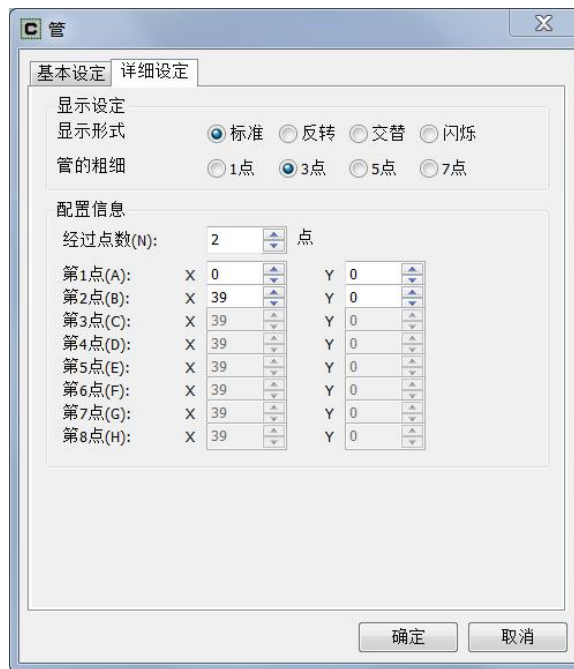 C 管
基本设定 详细设定
显示设定
显示形式 标准 反转 交替 闪烁
管的粗细 1点 3点 5点 7点
配置信息
经过点数(N): 2 点
第1点(A): X 0 Y 0
第2点(B): X 39 Y 0
第3点(C): X 39 Y 0
第4点(D): X 39 Y 0
第5点(E): X 39 Y 0
第6点(F): X 39 Y 0
第7点(G): X 39 Y 0
第8点(H): X 39 Y 0
确定 取消